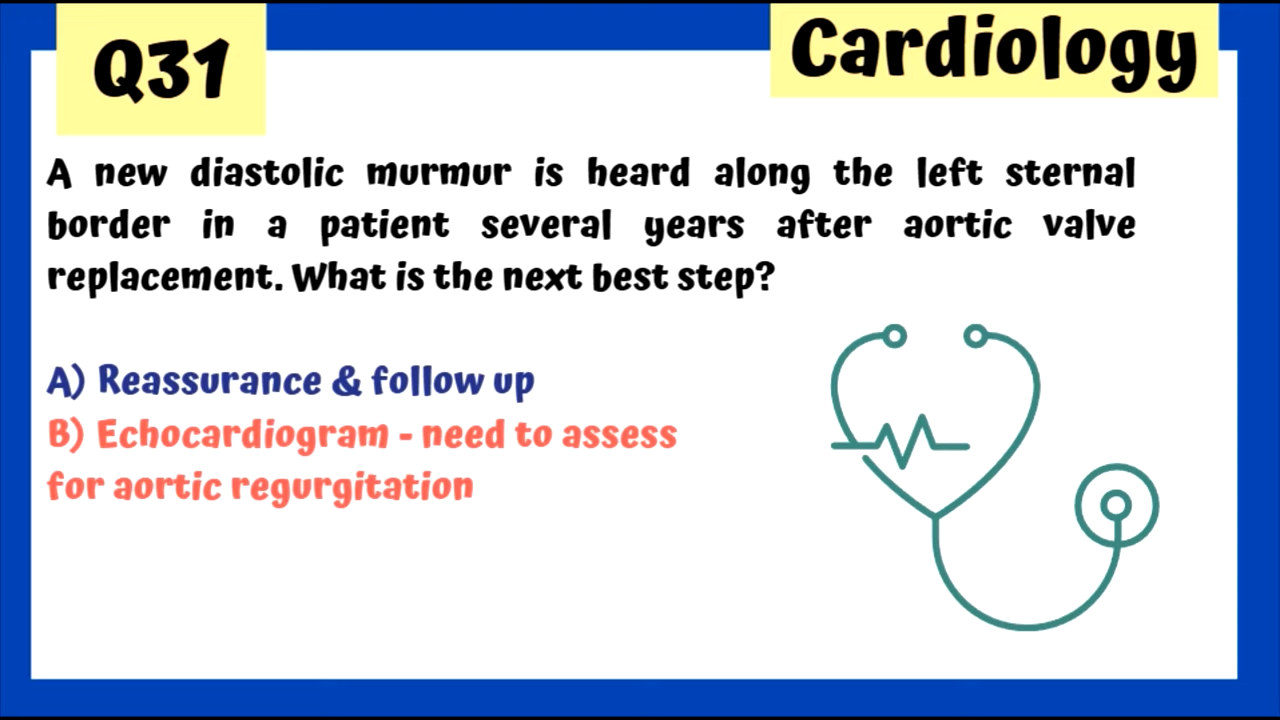 Q31
Cardiology
A new diastolic murmur is heard along the left sternal
border in a patient several years after aortic valve
replacement. What is the next best step?
A) Reassurance & follow up
B) Echocardiogram - need to assess
for aortic regurgitation